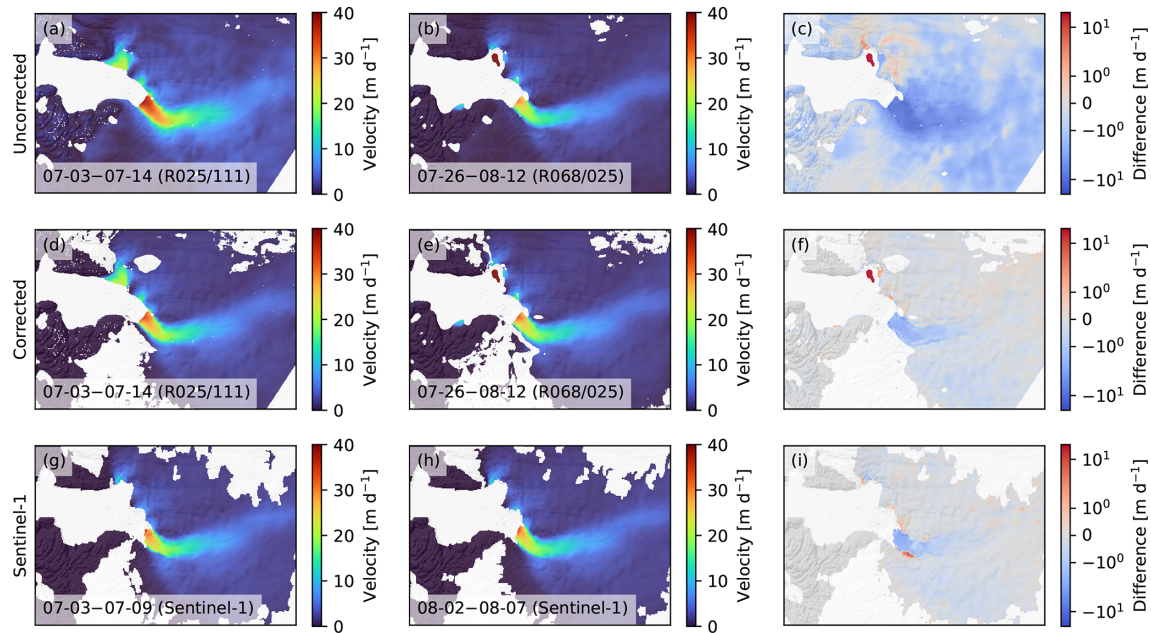 Uncorrected
(a)
07-03−07-14 (R025/111)
40
30
20
10
0
Velocity [m d⁻¹]
(b)
07-26−08-12 (R068/025)
40
30
20
10
0
Velocity [m d⁻¹]
(c)
10¹
10⁰
0
−10⁰
−10¹
Difference [m d⁻¹]
Corrected
(d)
07-03−07-14 (R025/111)
40
30
20
10
0
Velocity [m d⁻¹]
(e)
07-26−08-12 (R068/025)
40
30
20
10
0
Velocity [m d⁻¹]
(f)
10¹
10⁰
0
−10⁰
−10¹
Difference [m d⁻¹]
Sentinel-1
(g)
07-03−07-09 (Sentinel-1)
40
30
20
10
0
Velocity [m d⁻¹]
(h)
08-02−08-07 (Sentinel-1)
40
30
20
10
0
Velocity [m d⁻¹]
(i)
10¹
10⁰
0
−10⁰
−10¹
Difference [m d⁻¹]